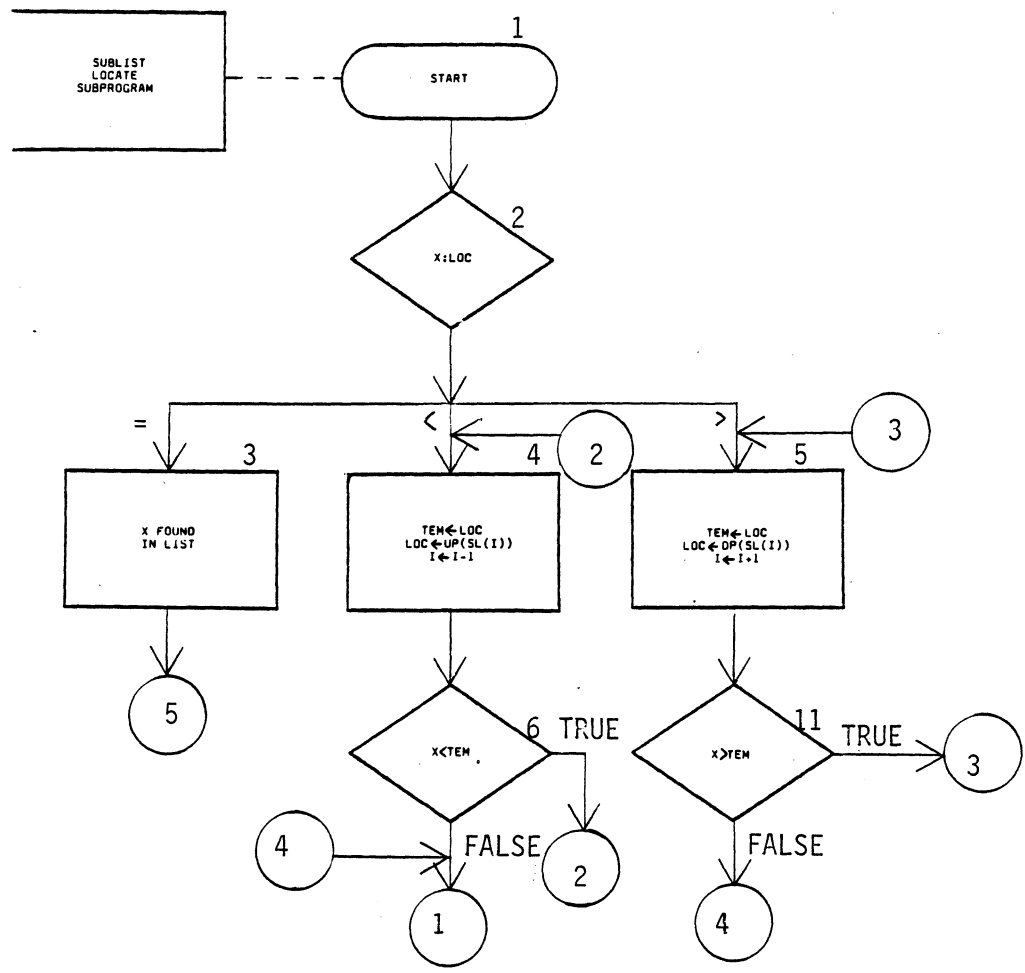 1
SUBLIST
LOCATE
SUBPROGRAM
START
2
X:LOC
=
<
>
3
3
4
2
5
X FOUND
IN LIST
TEM←LOC
LOC←UP(SL(I))
I←I-1
TEM←LOC
LOC←DP(SL(I))
I←I+1
5
6 TRUE
11 TRUE
X<TEM
X>TEM
3
4
FALSE
FALSE
2
1
4